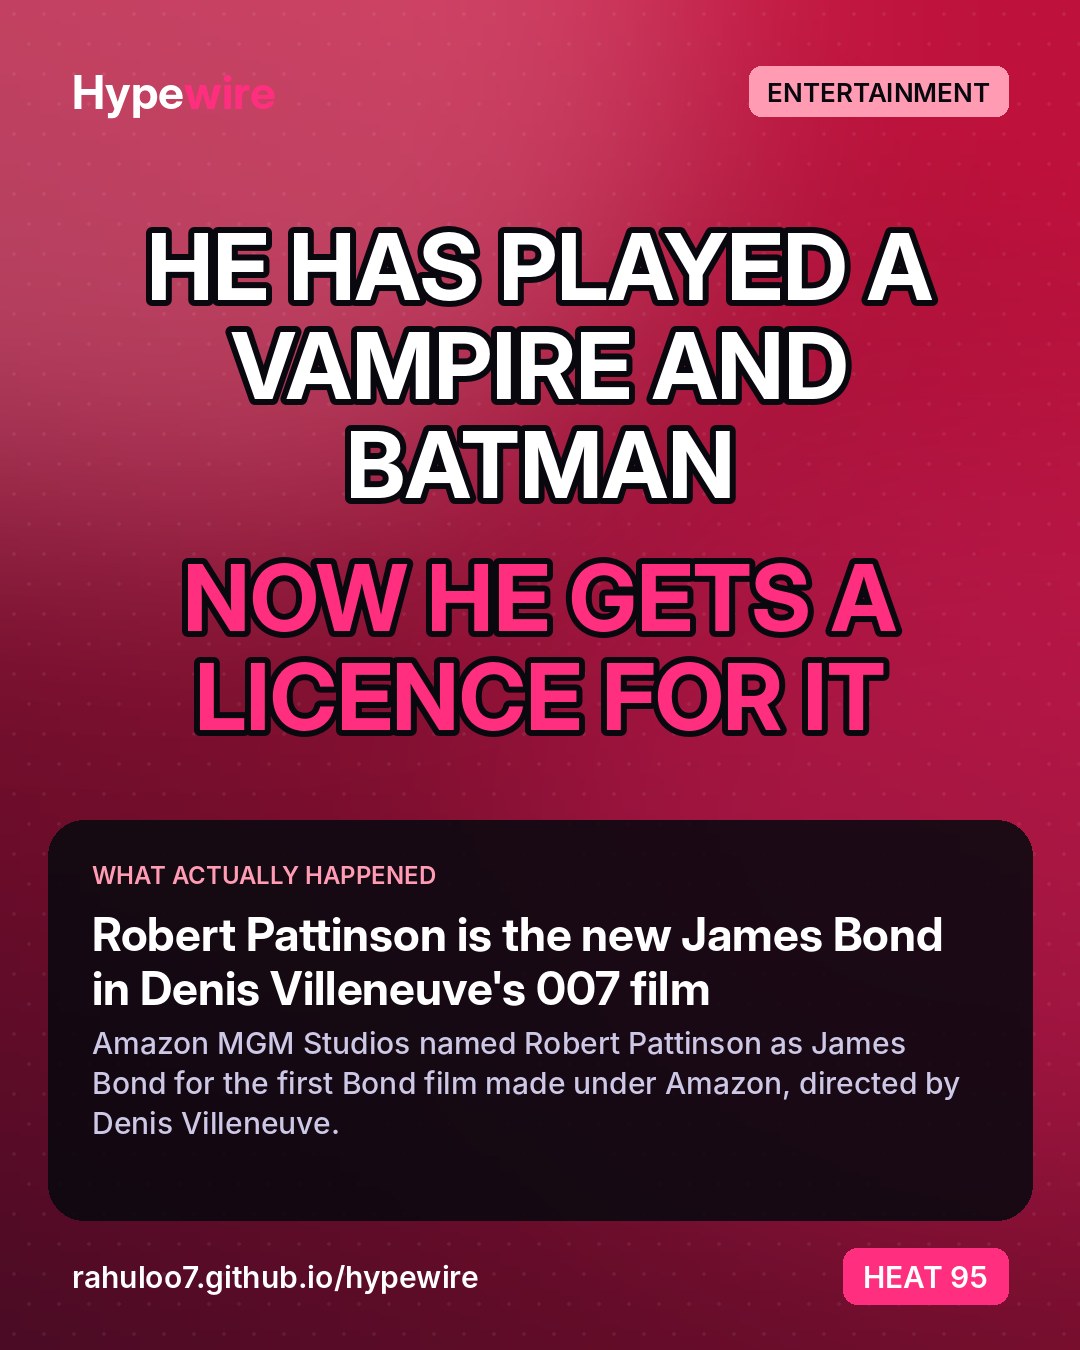 Hypewire
ENTERTAINMENT
HE HAS PLAYED A
VAMPIRE AND
BATMAN
NOW HE GETS A
LICENCE FOR IT
WHAT ACTUALLY HAPPENED
Robert Pattinson is the new James Bond
in Denis Villeneuve's 007 film
Amazon MGM Studios named Robert Pattinson as James
Bond for the first Bond film made under Amazon, directed by
Denis Villeneuve.
rahuloo7.github.io/hypewire
HEAT 95